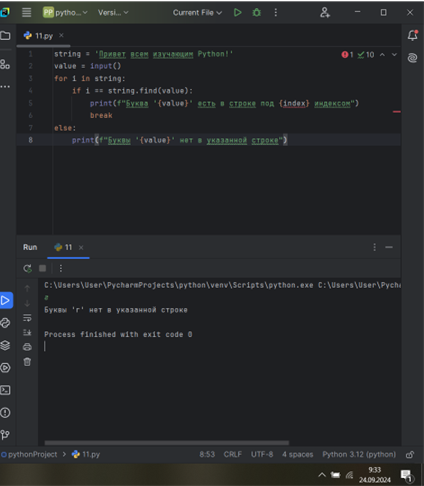 PP pytho... Versi... Current File
11.py
1 string = 'Привет всем изучающим Python!'
2 value = input()
3 for i in string:
4 if i == string.find(value):
5 print(f"Буква '{value}' есть в строке под {index} индексом")
6 break
7 else:
8 print(f"Буквы '{value}' нет в указанной строке")
1 10
Run 11
C:\Users\User\PycharmProjects\python\venv\Scripts\python.exe C:\Users\User\Pycha
г
Буквы 'г' нет в указанной строке
Process finished with exit code 0
pythonProject > 11.py 8:53 CRLF UTF-8 4 spaces Python 3.12 (python)
9:33
24.09.2024
1